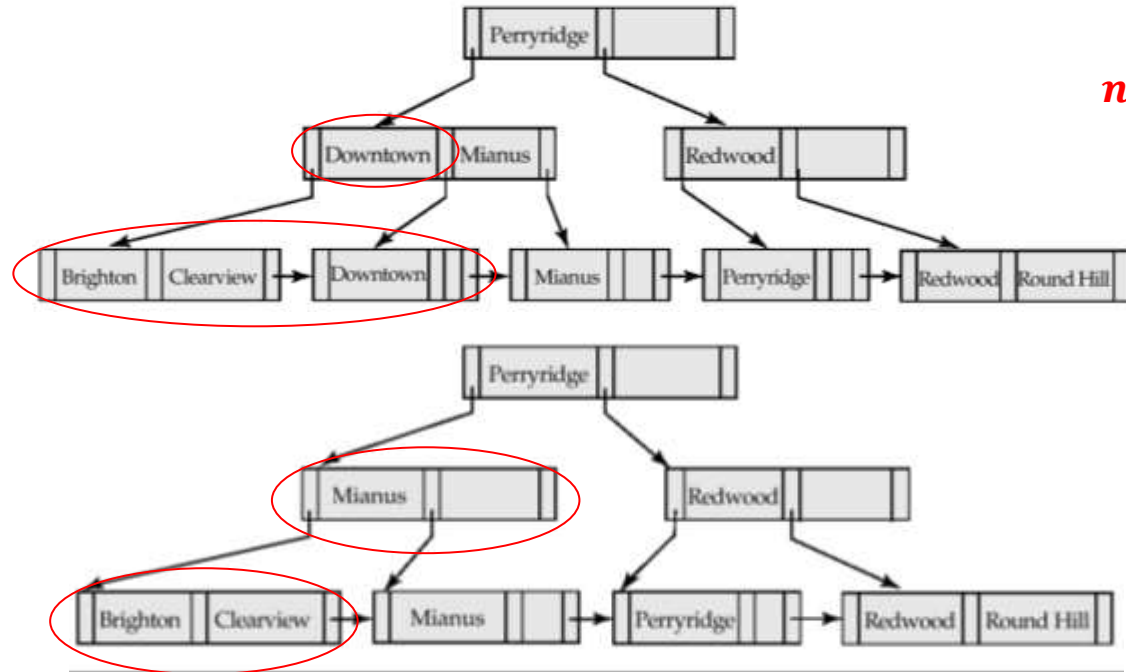 Perryridge
n
Downtown Mianus Redwood
Brighton Clearview Downtown Mianus Perryridge Redwood Round Hill
Perryridge
Mianus Redwood
Brighton Clearview Mianus Perryridge Redwood Round Hill